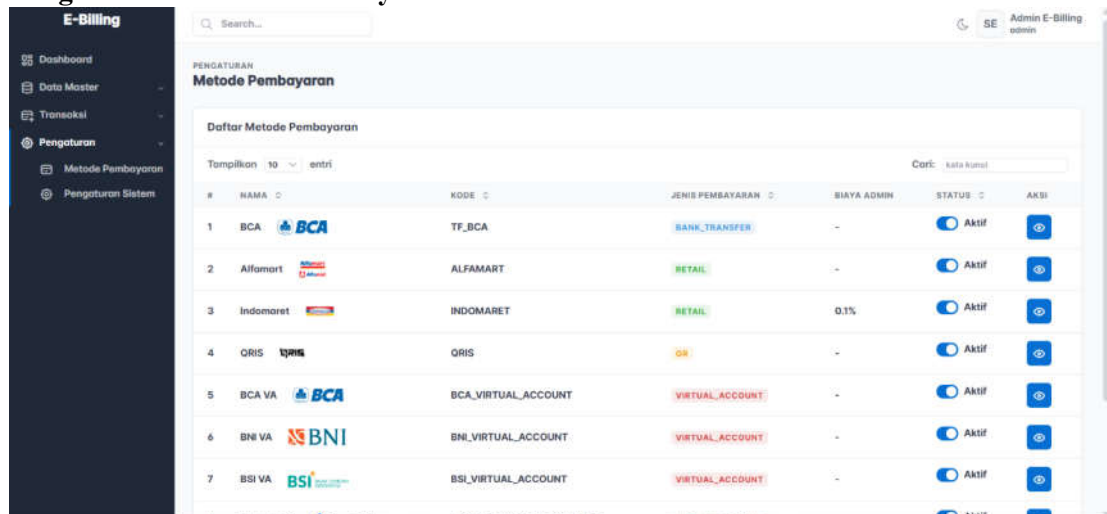 E-Billing
Search...
SE
Admin E-Billing
admin
Dashboard
Data Master
Transaksi
Pengaturan
Metode Pembayaran
Pengaturan Sistem
PENGATURAN
Metode Pembayaran
Daftar Metode Pembayaran
Tampilkan 10 entri
Cari: kata kunci
# NAMA KODE JENIS PEMBAYARAN BIAYA ADMIN STATUS AKSI
1 BCA BCA TF_BCA BANK_TRANSFER - Aktif
2 Alfamart Alfamart ALFAMART RETAIL - Aktif
3 Indomaret INDOMARET RETAIL 0.1% Aktif
4 QRIS QRIS QRIS QR - Aktif
5 BCA VA BCA BCA_VIRTUAL_ACCOUNT VIRTUAL_ACCOUNT - Aktif
6 BNI VA BNI BNI_VIRTUAL_ACCOUNT VIRTUAL_ACCOUNT - Aktif
7 BSI VA BSI BSI_VIRTUAL_ACCOUNT VIRTUAL_ACCOUNT - Aktif